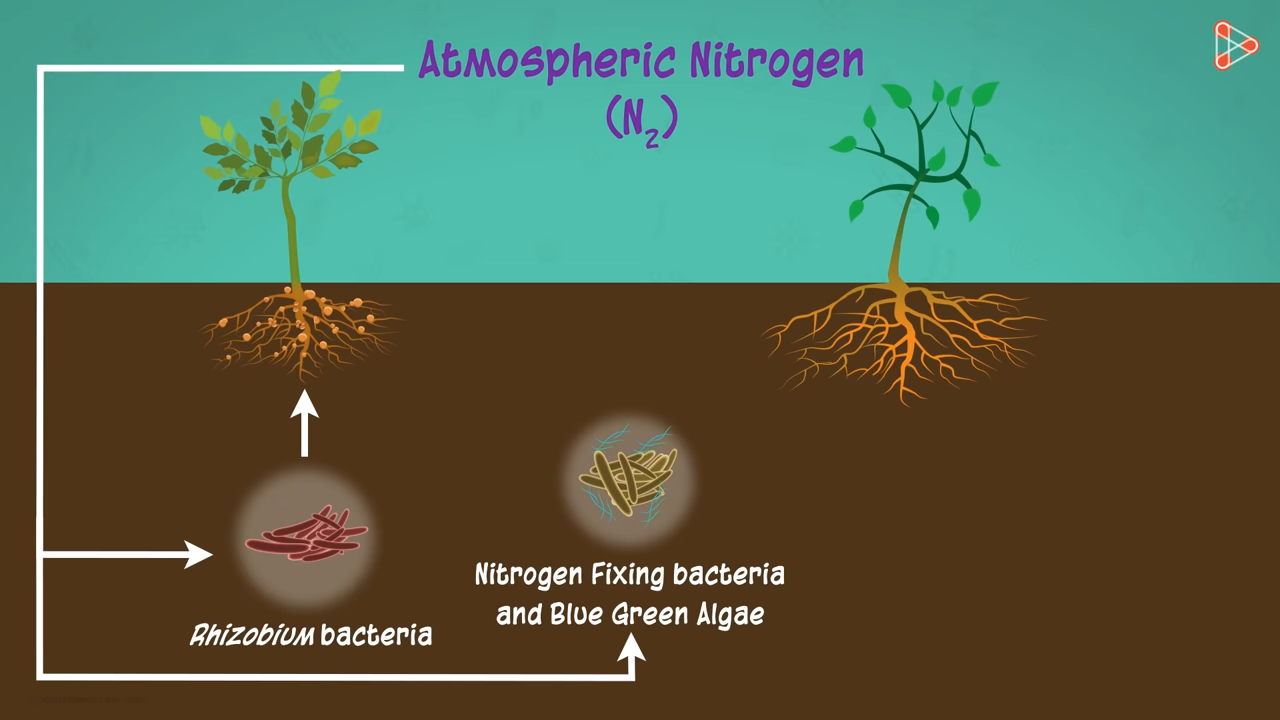 Atmospheric Nitrogen
(N₂)
Nitrogen Fixing bacteria
and Blue Green Algae
Rhizobium bacteria